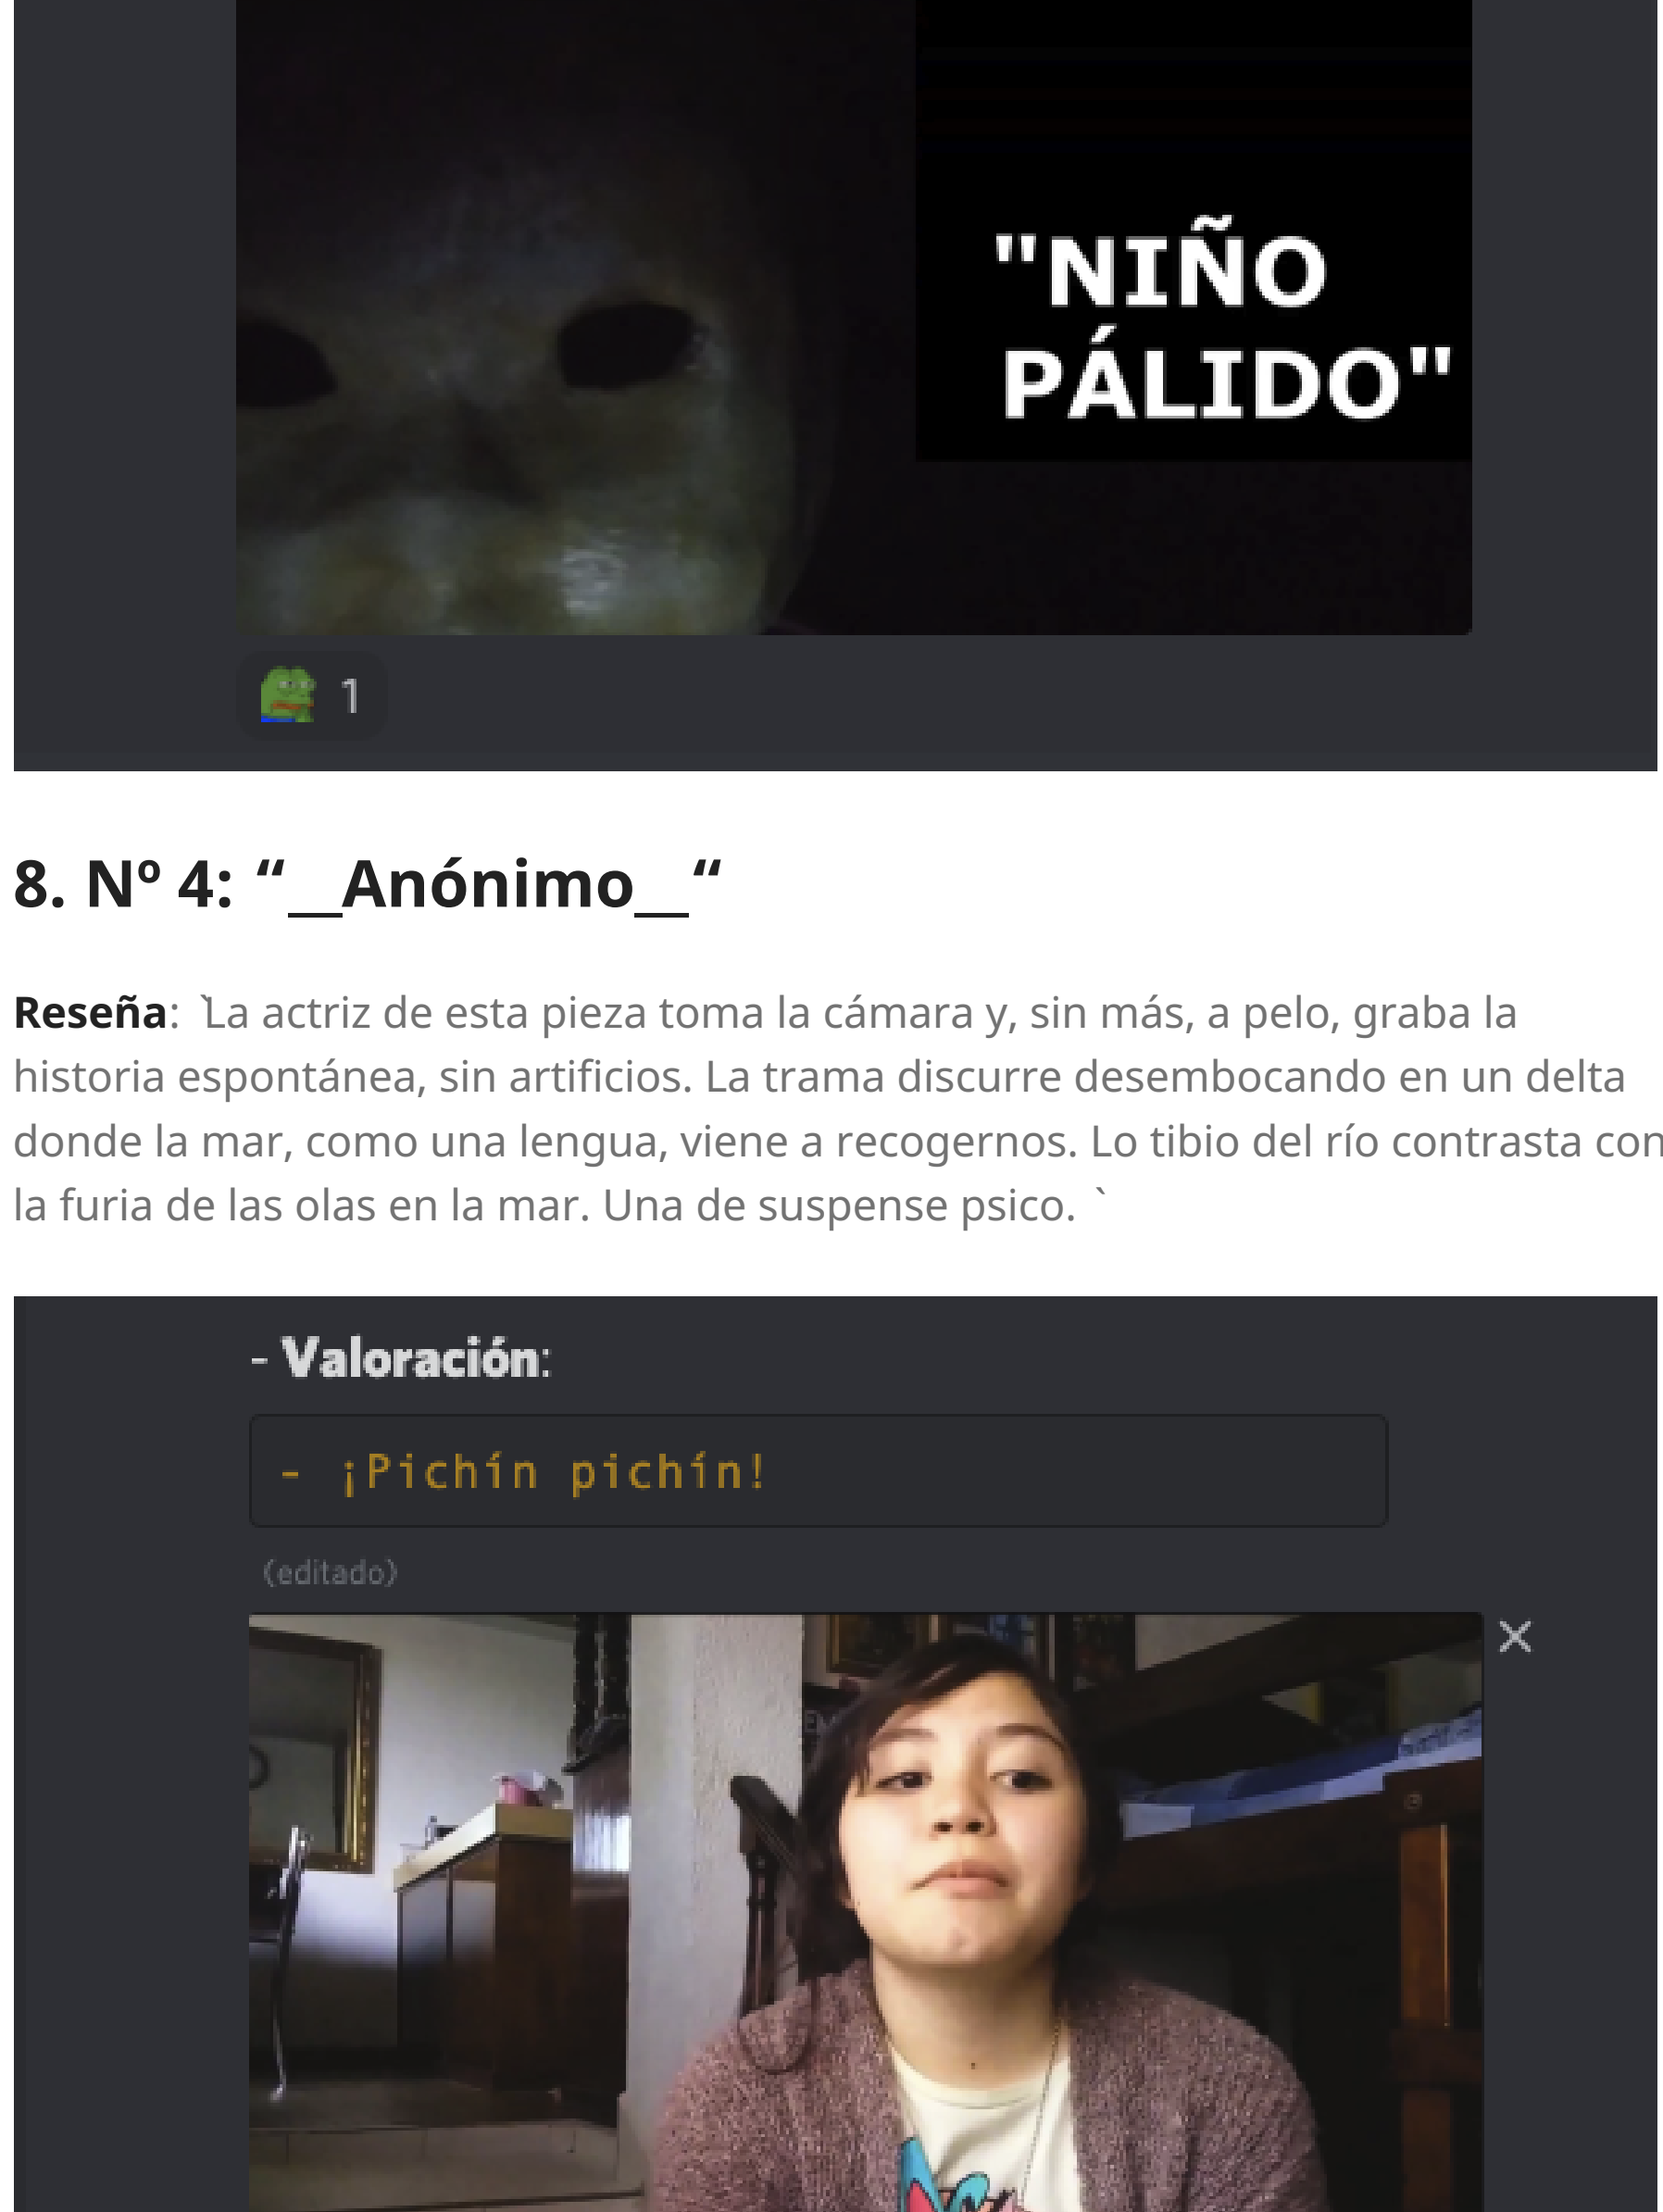 "NIÑO
PÁLIDO"
1
8. Nº 4: “__Anónimo__“
Reseña: `La actriz de esta pieza toma la cámara y, sin más, a pelo, graba la
historia espontánea, sin artificios. La trama discurre desembocando en un delta
donde la mar, como una lengua, viene a recogernos. Lo tibio del río contrasta con
la furia de las olas en la mar. Una de suspense psico. `
- Valoración:
- ¡Pichín pichín!
(editado)